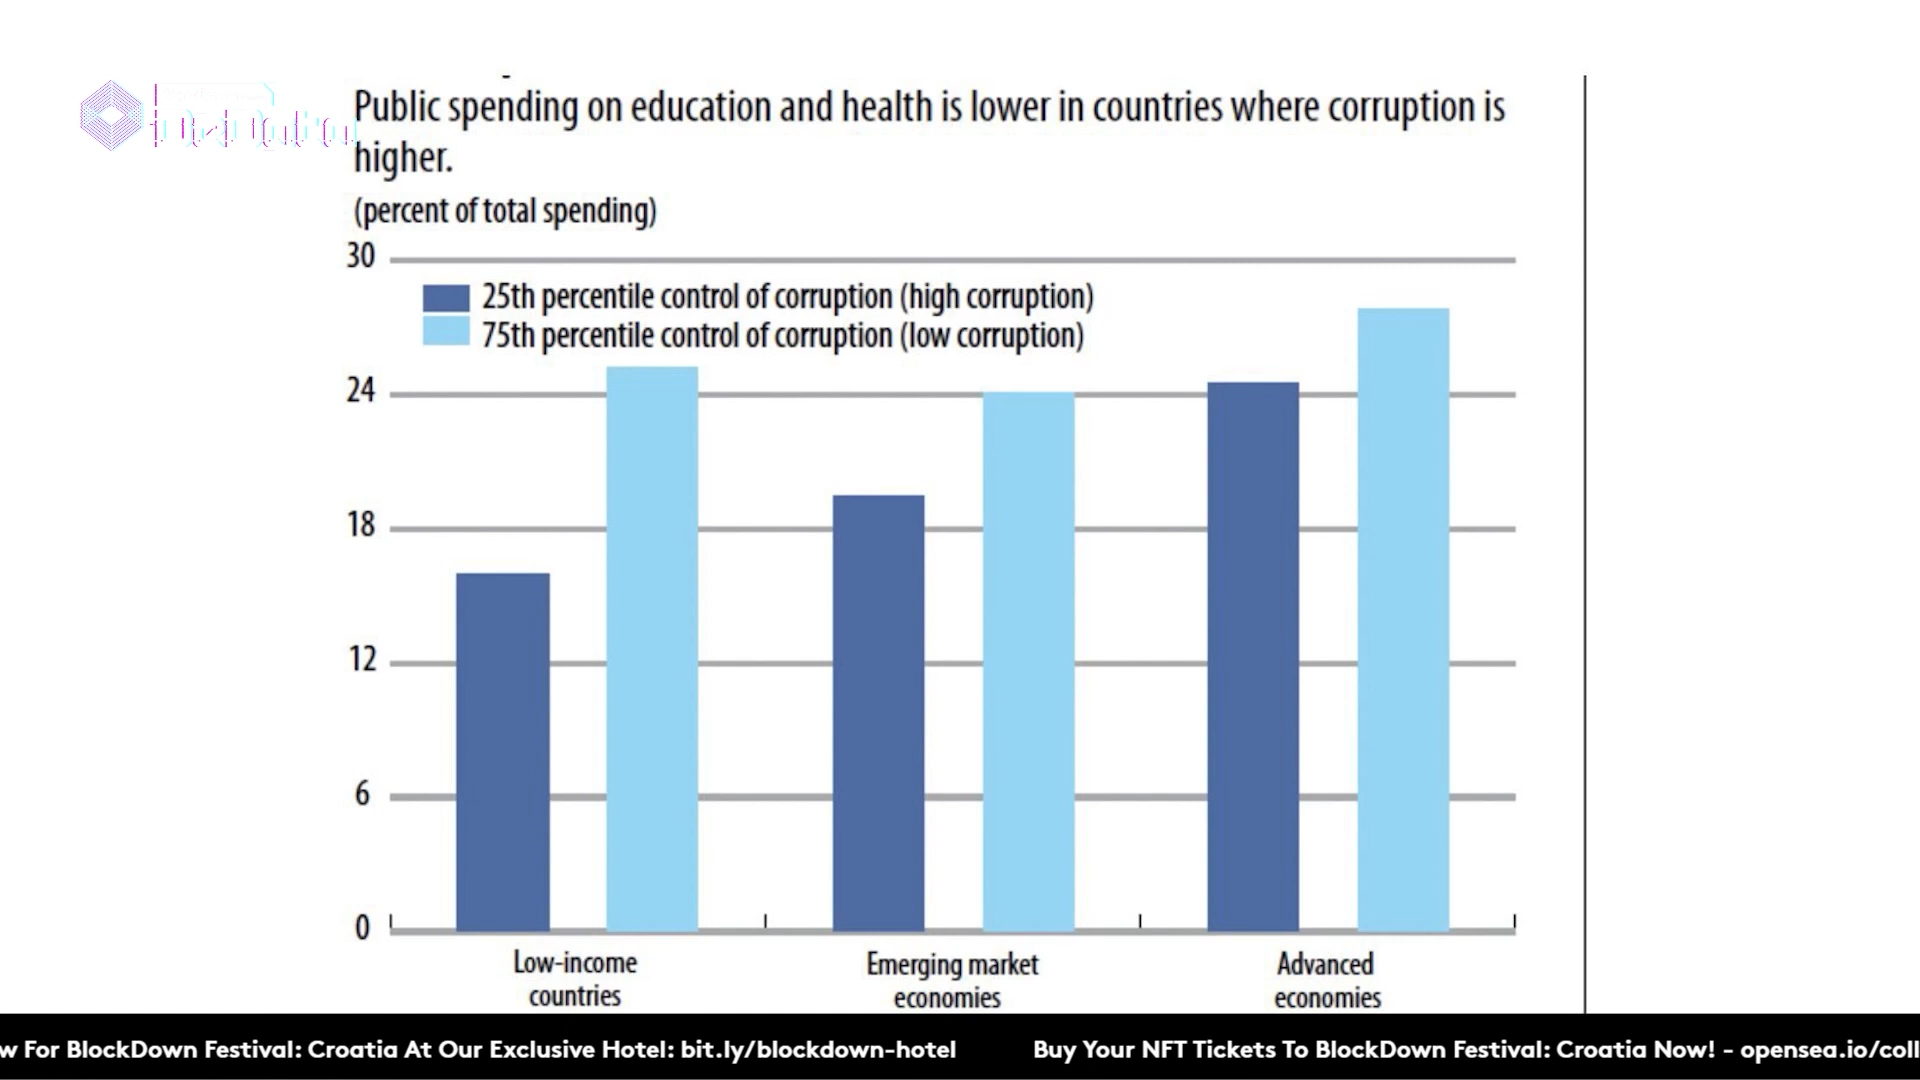 Public spending on education and health is lower in countries where corruption is
higher.
(percent of total spending)
30
25th percentile control of corruption (high corruption)
75th percentile control of corruption (low corruption)
24
18
12
6
0
Low-income
countries
Emerging market
economies
Advanced
economies
For BlockDown Festival: Croatia At Our Exclusive Hotel: bit.ly/blockdown-hotel
Buy Your NFT Tickets To BlockDown Festival: Croatia Now! - opensea.io/coll